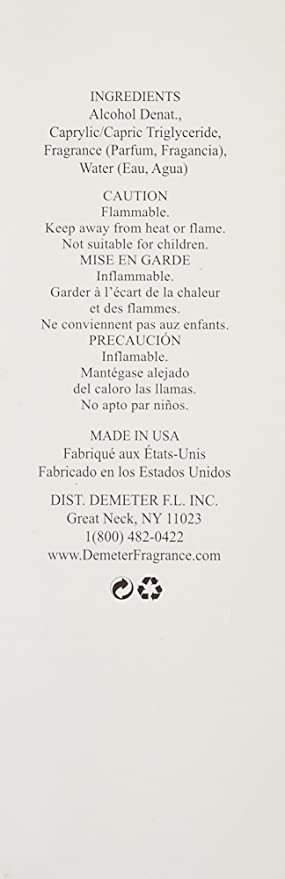 INGREDIENTS
Alcohol Denat.,
Caprylic/Capric Triglyceride,
Fragrance (Parfum, Fragancia),
Water (Eau, Agua)
CAUTION
Flammable.
Keep away from heat or flame.
Not suitable for children.
MISE EN GARDE
Inflammable.
Garder à l'écart de la chaleur
et des flammes.
Ne conviennent pas auz enfants.
PRECAUCIÓN
Inflamable.
Mantégase alejado
del caloro las llamas.
No apto par niños.
MADE IN USA
Fabriqué aux États-Unis
Fabricado en los Estados Unidos
DIST. DEMETER F.L. INC.
Great Neck, NY 11023
1(800) 482-0422
www.DemeterFragrance.com